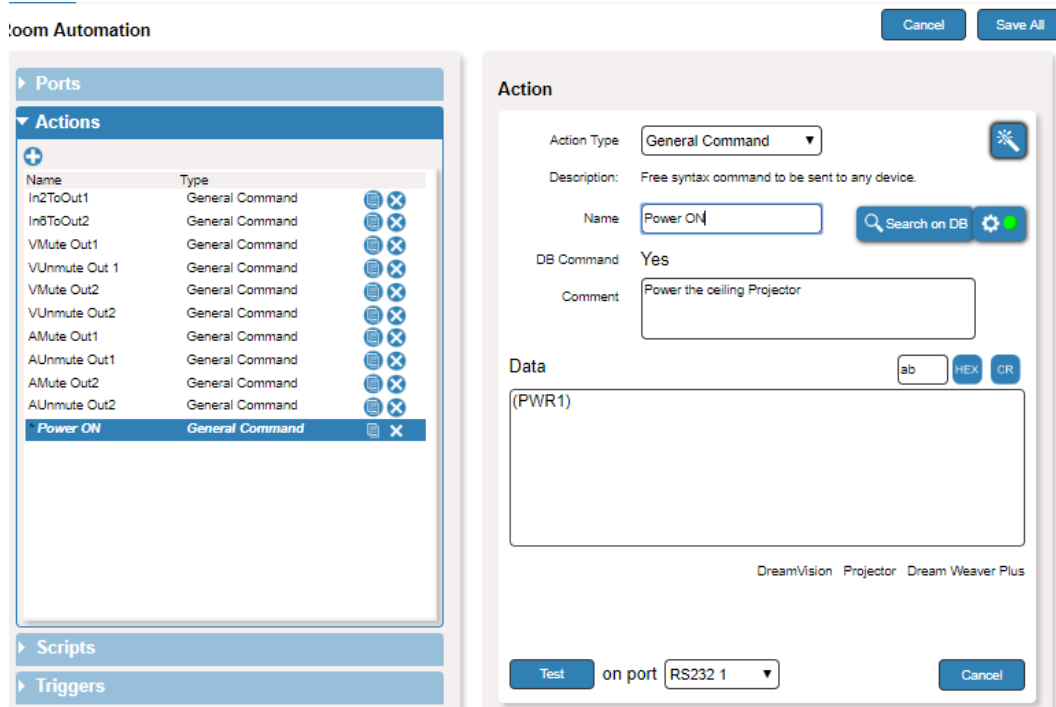 Room Automation
Cancel
Save All
Ports
Actions
Name Type
In2ToOut1 General Command
In6ToOut2 General Command
VMute Out1 General Command
VUnmute Out 1 General Command
VMute Out2 General Command
VUnmute Out2 General Command
AMute Out1 General Command
AUnmute Out1 General Command
AMute Out2 General Command
AUnmute Out2 General Command
* Power ON General Command
Scripts
Triggers
Action
Action Type General Command
Description: Free syntax command to be sent to any device.
Name Power ON
Search on DB
DB Command Yes
Comment Power the ceiling Projector
Data
ab HEX CR
(PWR1)
DreamVision Projector Dream Weaver Plus
Test on port RS232 1
Cancel